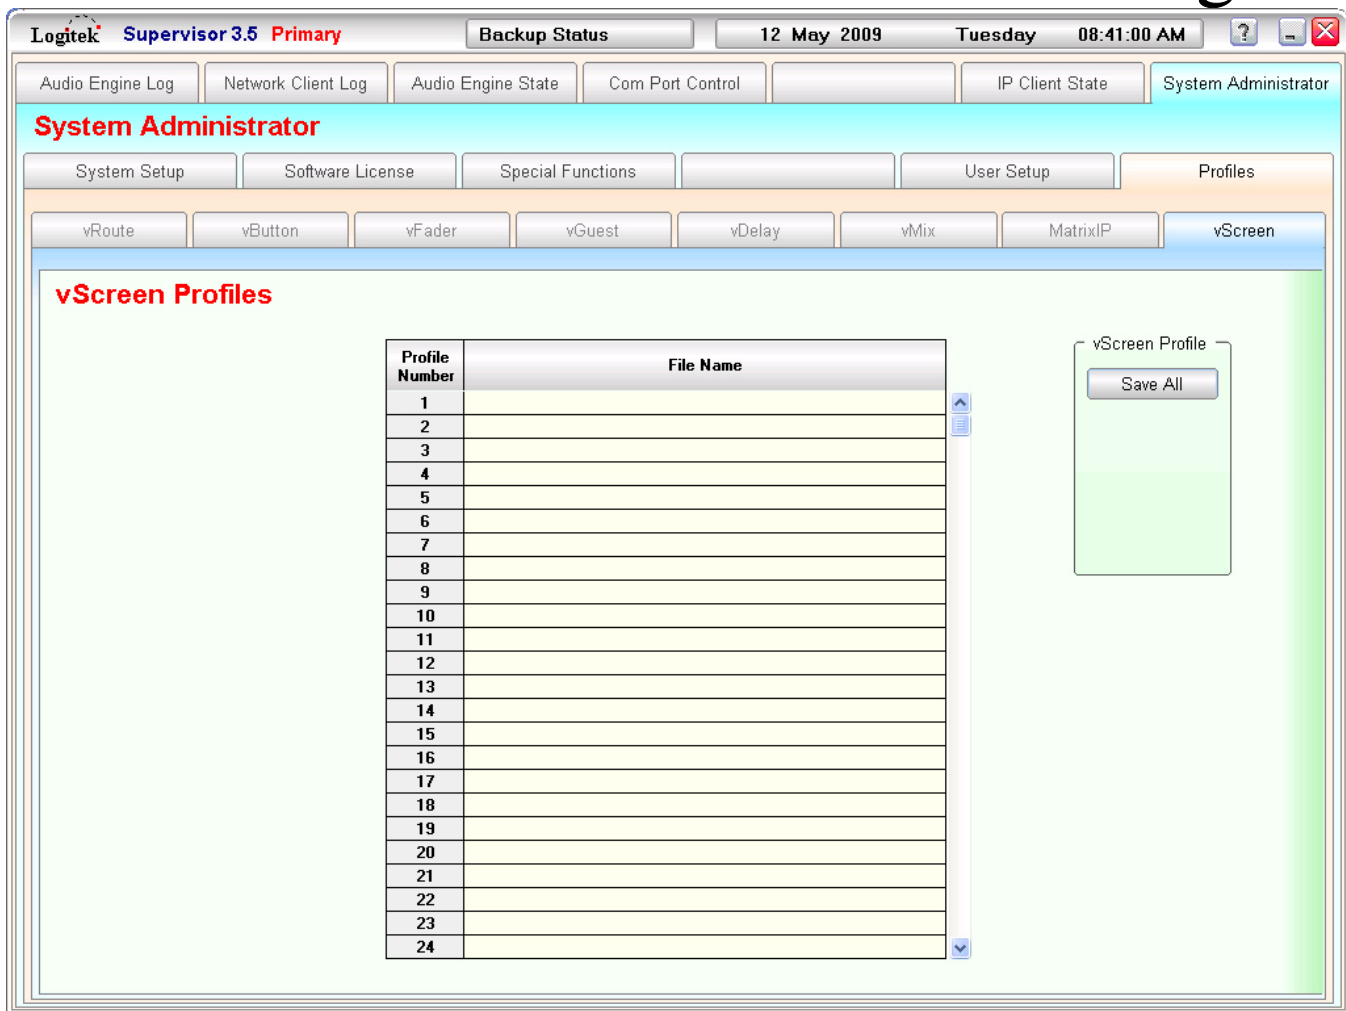 Logitek Supervisor 3.5 Primary Backup Status 12 May 2009 Tuesday 08:41:00 AM ?
Audio Engine Log Network Client Log Audio Engine State Com Port Control IP Client State System Administrator
System Administrator
System Setup Software License Special Functions User Setup Profiles
vRoute vButton vFader vGuest vDelay vMix MatrixIP vScreen
vScreen Profiles
vScreen Profile
Profile Number File Name
Save All
1
2
3
4
5
6
7
8
9
10
11
12
13
14
15
16
17
18
19
20
21
22
23
24